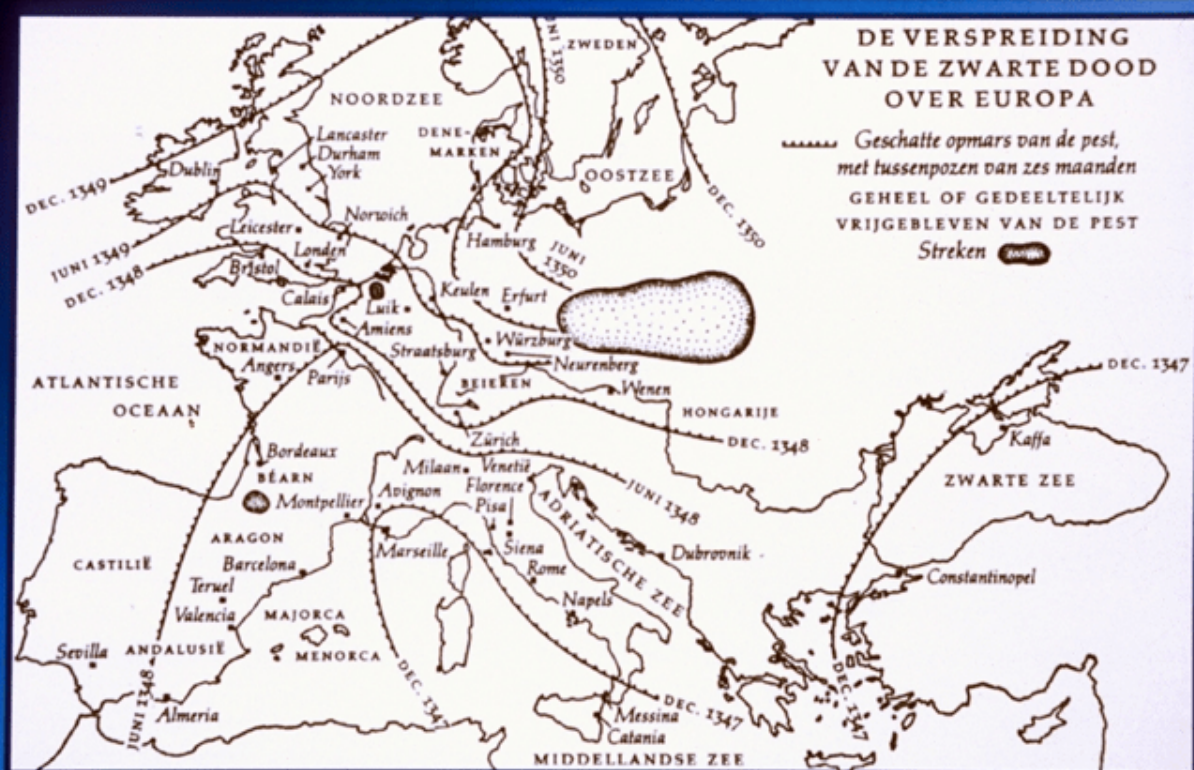 DE VERSPREIDING
VAN DE ZWARTE DOOD
OVER EUROPA
Geschatte opmars van de pest,
met tussenpozen van zes maanden
GEHEEL OF GEDEELTELIJK
VRIJGEBLEVEN VAN DE PEST
Streken
ZWEDEN
JUNI 1350
NOORDZEE
DENE-
MARKEN
OOSTZEE
DEC. 1350
Lancaster
Durham
York
Dublin
DEC. 1349
JUNI 1349
DEC. 1348
Leicester
Norwich
Londen
Bristol
Hamburg
JUNI
1350
Calais
Luik
Keulen
Erfurt
Amiens
Würzburg
Neurenberg
NORMANDIË
Straatsburg
Angers
Parijs
BEIEREN
Wenen
ATLANTISCHE
OCEAAN
HONGARIJE
DEC. 1348
DEC. 1347
Kaffa
ZWARTE ZEE
Zürich
Bordeaux
BÉARN
Milaan
Venetië
JUNI 1348
Montpellier
Avignon
Florence
Pisa
ADRIATISCHE ZEE
ARAGON
Marseille
Siena
Dubrovnik
CASTILIË
Barcelona
Rome
Constantinopel
Teruel
Valencia
Napels
MAJORCA
MENORCA
Sevilla
ANDALUSIË
JUNI 1348
Almeria
DEC. 1347
DEC. 1347
DEC. 1347
Messina
Catania
MIDDELLANDSE ZEE